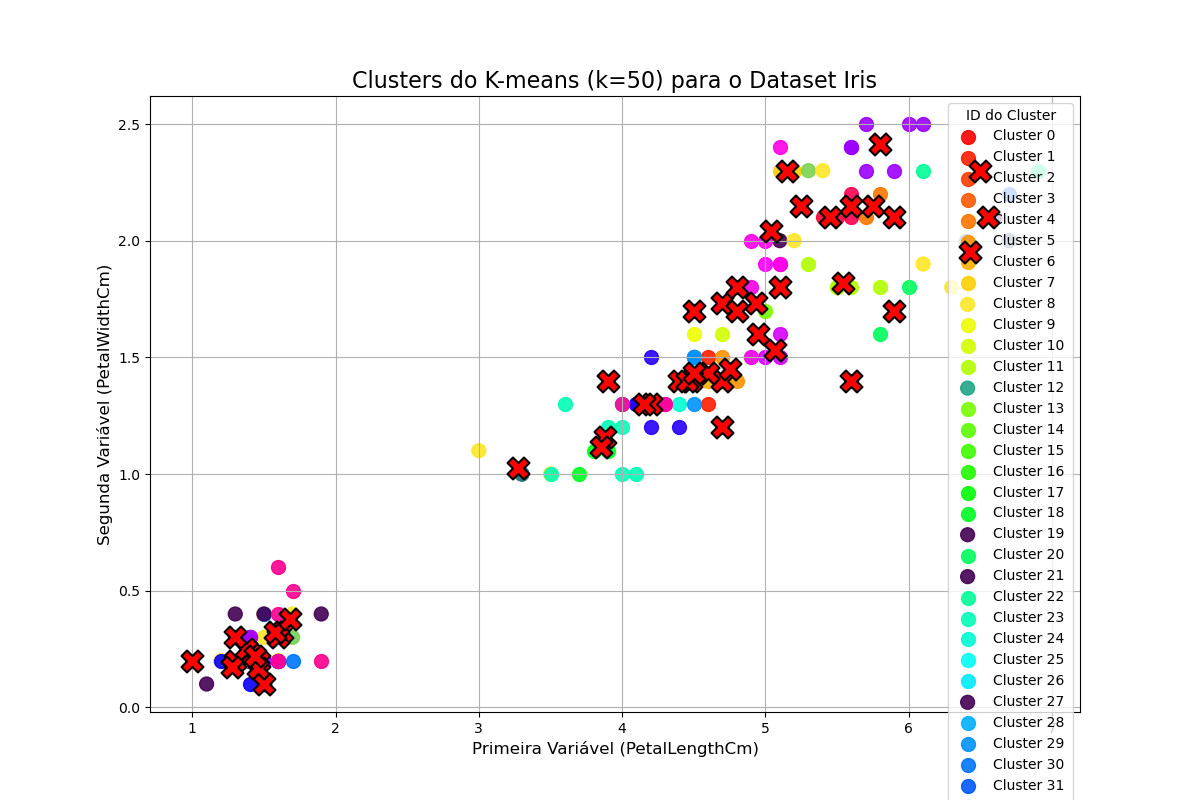 Clusters do K-means (k=50) para o Dataset Iris
Segunda Variável (PetalWidthCm)
2.5
2.0
1.5
1.0
0.5
0.0
1
2
3
4
5
6
7
Primeira Variável (PetalLengthCm)
ID do Cluster
Cluster 0
Cluster 1
Cluster 2
Cluster 3
Cluster 4
Cluster 5
Cluster 6
Cluster 7
Cluster 8
Cluster 9
Cluster 10
Cluster 11
Cluster 12
Cluster 13
Cluster 14
Cluster 15
Cluster 16
Cluster 17
Cluster 18
Cluster 19
Cluster 20
Cluster 21
Cluster 22
Cluster 23
Cluster 24
Cluster 25
Cluster 26
Cluster 27
Cluster 28
Cluster 29
Cluster 30
Cluster 31